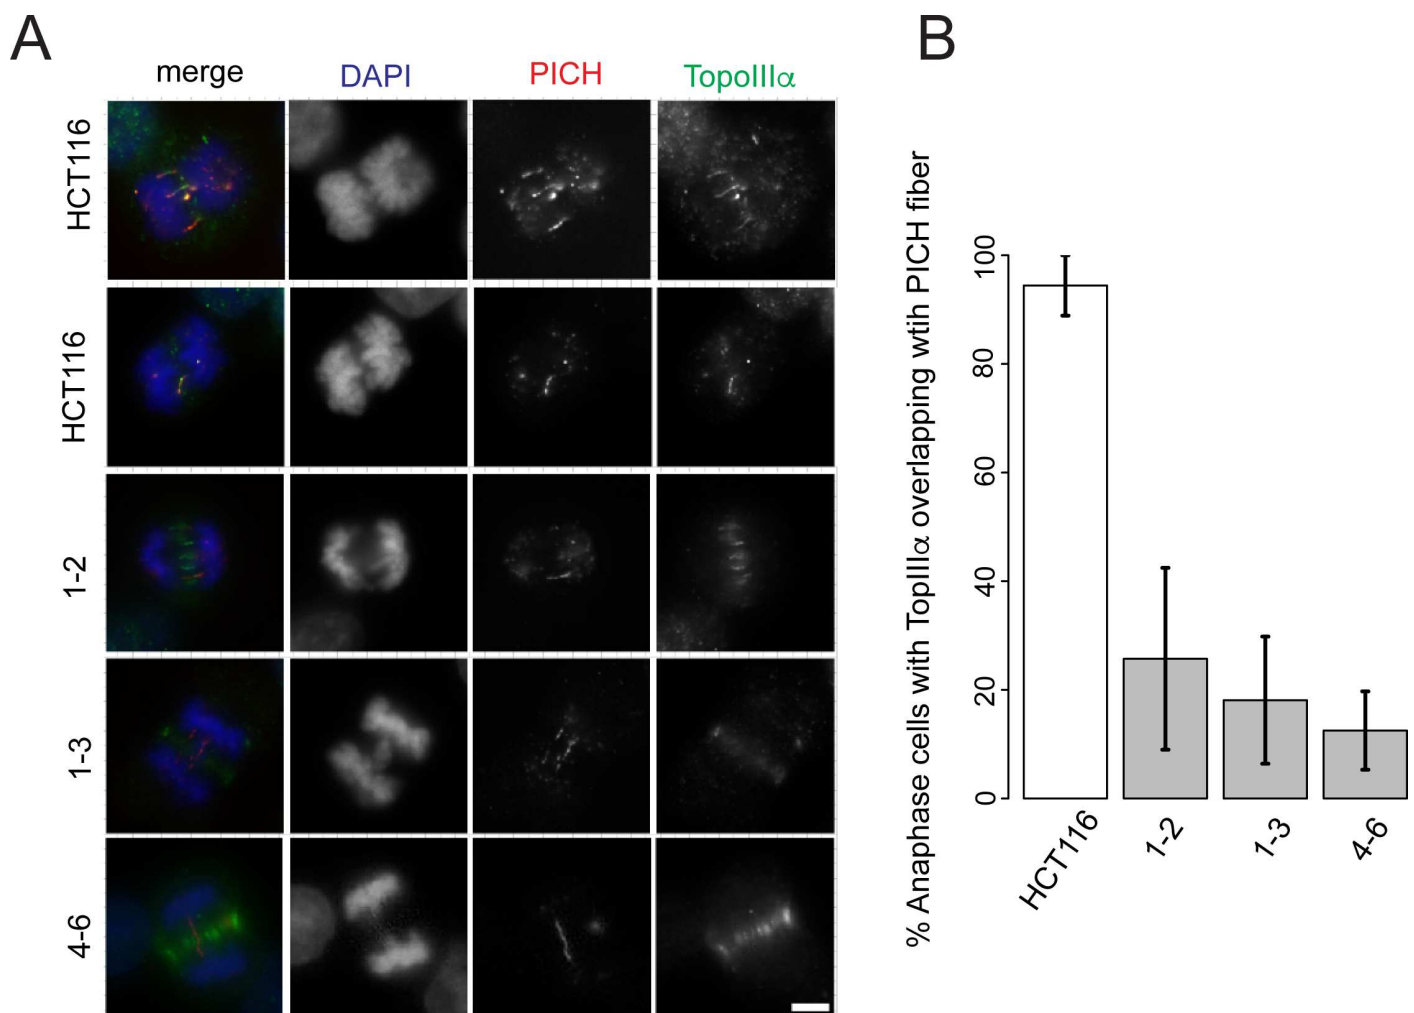 A
B
merge
DAPI
PICH
TopoIIIα
HCT116
HCT116
1-2
1-3
4-6
% Anaphase cells with TopIIIα overlapping wtih PICH fiber
100
80
60
40
20
0
HCT116
1-2
1-3
4-6